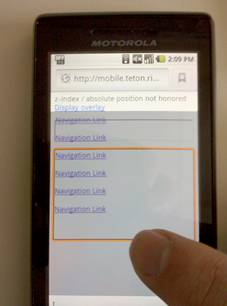 MOTOROLA
2:09 PM
http://mobile.teton.ri...
z-index / absolute position not honored
Display overlay
Navigation Link
Navigation Link
Navigation Link
Navigation Link
Navigation Link
Navigation Link